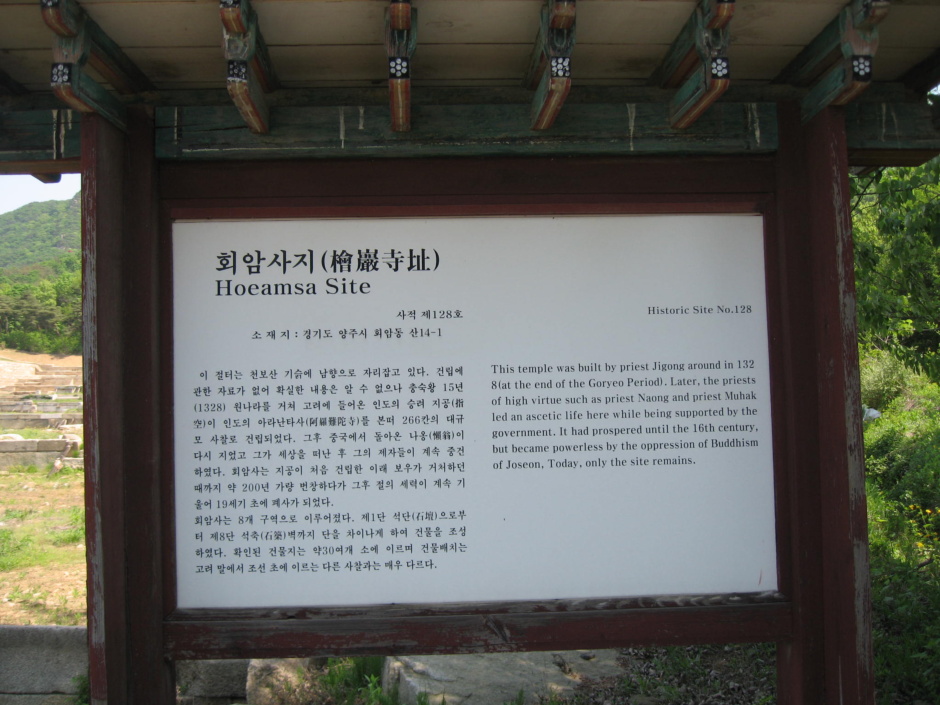 회암사지(檜巖寺址)
Hoeamsa Site
사적 제128호
소 재 지 : 경기도 양주시 회암동 산14-1
이 절터는 천보산 기슭에 남향으로 자리잡고 있다. 건립에
관한 자료가 없어 확실한 내용은 알 수 없으나 충숙왕 15년
(1328) 원나라를 거쳐 고려에 들어온 인도의 승려 지공(指
空)이 인도의 아라난타사(阿羅難陀寺)를 본떠 266칸의 대규
모 사찰로 건립되었다. 그후 중국에서 돌아온 나옹(懶翁)이
다시 지었고 그가 세상을 떠난 후 그의 제자들이 계속 중건
하였다. 회암사는 지공이 처음 건립한 이래 보우가 거처하던
때까지 약 200년 가량 번창하다가 그후 절의 세력이 계속 기
울어 19세기 초에 폐사가 되었다.
회암사는 8개 구역으로 이루어졌다. 제1단 석단(石壇)으로부
터 제8단 석축(石築)벽까지 단을 차이나게 하여 건물을 조성
하였다. 확인된 건물지는 약30여개 소에 이르며 건물배치는
고려 말에서 조선 초에 이르는 다른 사찰과는 매우 다르다.
Historic Site No.128
This temple was built by priest Jigong around in 132
8(at the end of the Goryeo Period). Later, the priests
of high virtue such as priest Naong and priest Muhak
led an ascetic life here while being supported by the
government. It had prospered until the 16th century,
but became powerless by the oppression of Buddhism
of Joseon, Today, only the site remains.